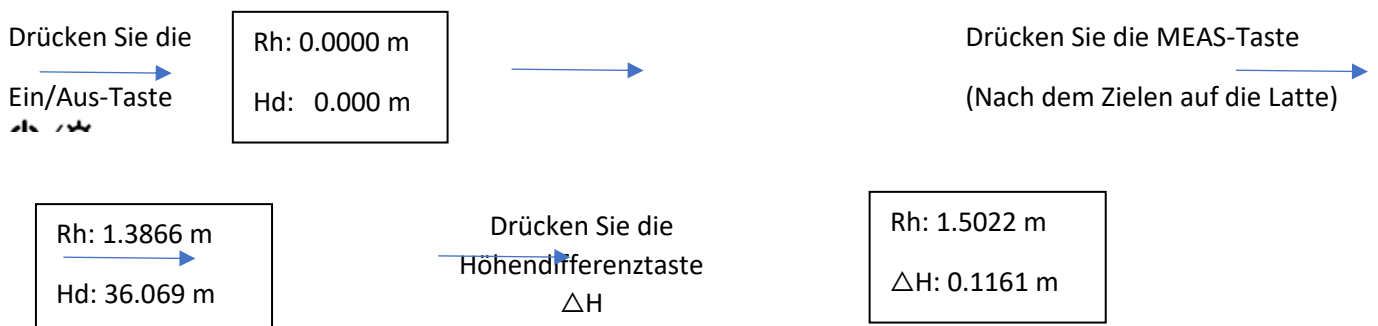 Drücken Sie die
Ein/Aus-Taste
Rh: 0.0000 m
Hd: 0.000 m
Drücken Sie die MEAS-Taste
(Nach dem Zielen auf die Latte)
Rh: 1.3866 m
Hd: 36.069 m
Drücken Sie die
Höhendifferenztaste
△H
Rh: 1.5022 m
△H: 0.1161 m